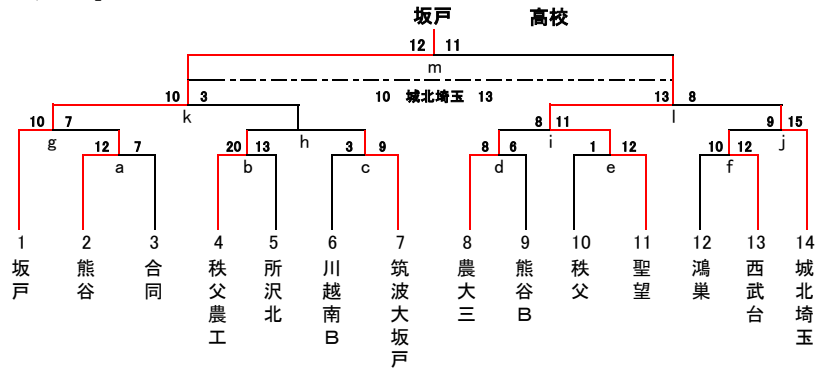 坂戸 高校
12 11
m
10 3 10 城北埼玉 13 13 8
k l
10 7 8 11 9 15
g h i j
12 7 20 13 3 9 8 6 1 12 10 12
a b c d e f
1 2 3 4 5 6 7 8 9 10 11 12 13 14
坂戸
熊谷
合同
秩父農工
所沢北
川越南B
筑波大坂戸
農大三
熊谷B
秩父
聖望
鴻巣
西武台
城北埼玉